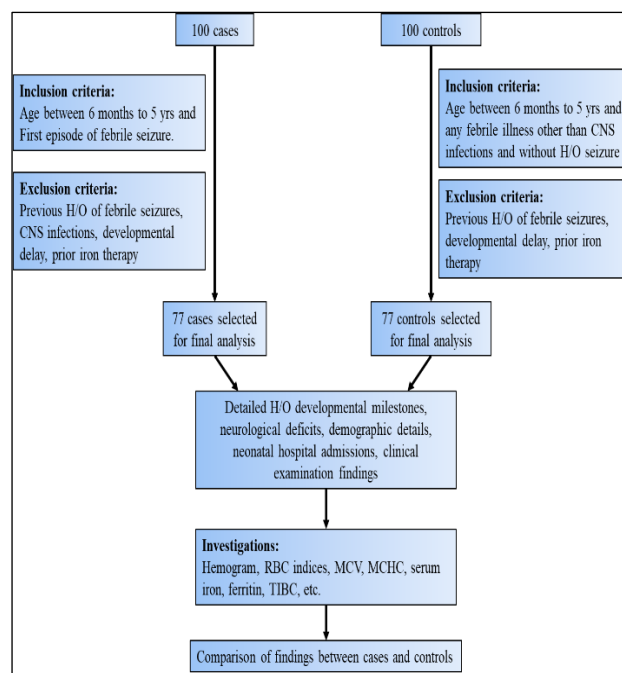 100 cases
100 controls
Inclusion criteria:
Age between 6 months to 5 yrs and
First episode of febrile seizure.
Inclusion criteria:
Age between 6 months to 5 yrs and
any febrile illness other than CNS
infections and without H/O seizure
Exclusion criteria:
Previous H/O of febrile seizures,
CNS infections, developmental
delay, prior iron therapy
Exclusion criteria:
Previous H/O of febrile seizures,
developmental delay, prior iron
therapy
77 cases selected
for final analysis
77 controls selected
for final analysis
Detailed H/O developmental milestones,
neurological deficits, demographic details,
neonatal hospital admissions, clinical
examination findings
Investigations:
Hemogram, RBC indices, MCV, MCHC, serum
iron, ferritin, TIBC, etc.
Comparison of findings between cases and controls